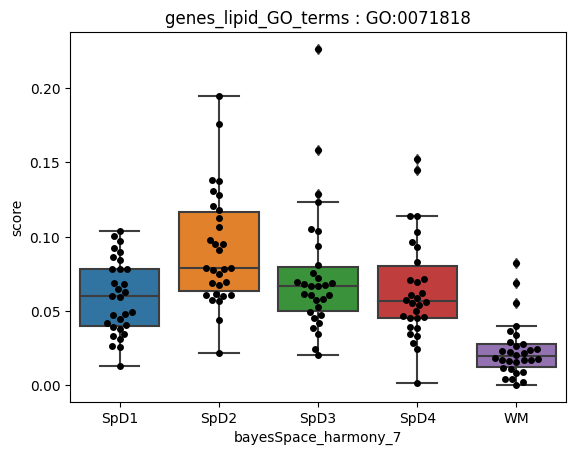 genes_lipid_GO_terms : GO:0071818
score
0.20
0.15
0.10
0.05
0.00
SpD1 SpD2 SpD3 SpD4 WM
bayesSpace_harmony_7